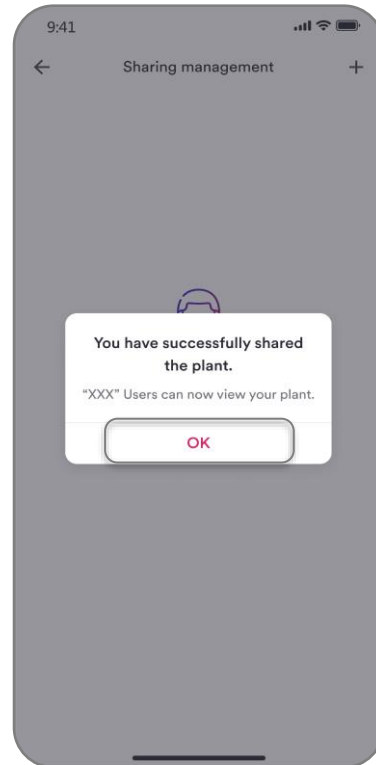 9:41
Sharing management
You have successfully shared
the plant.
“XXX” Users can now view your plant.
OK